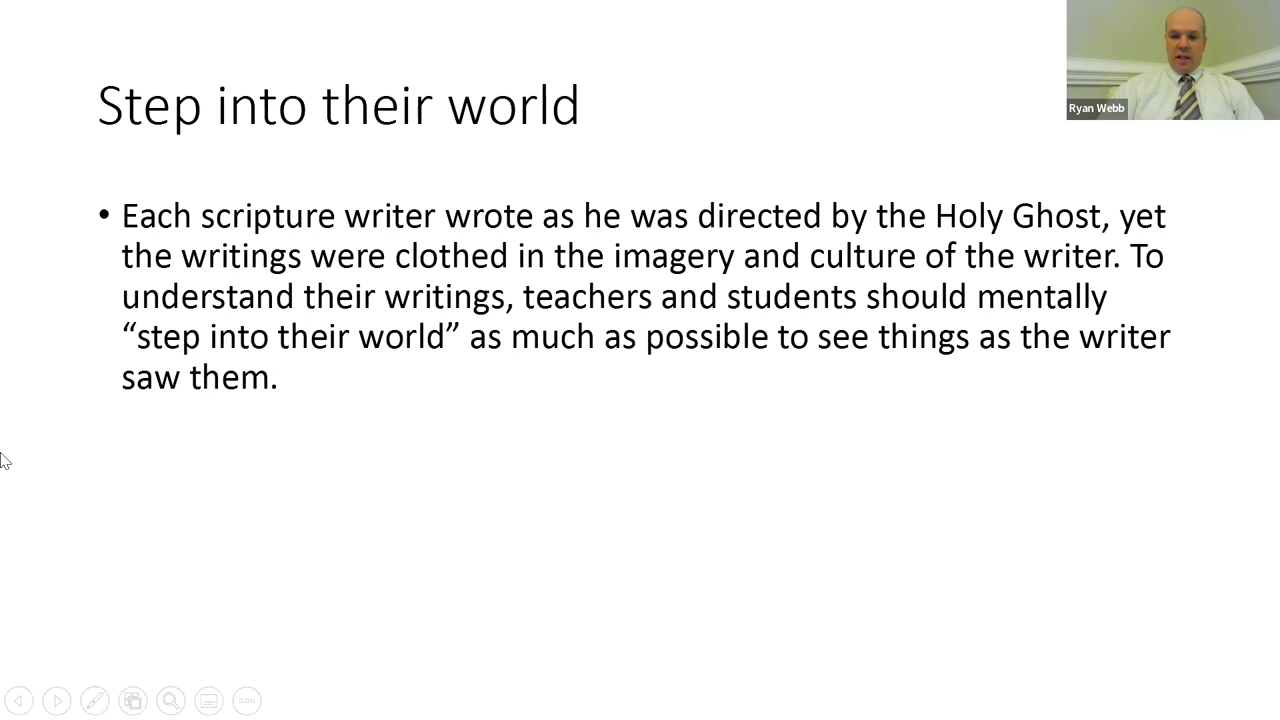 Step into their world
Ryan Webb
• Each scripture writer wrote as he was directed by the Holy Ghost, yet
the writings were clothed in the imagery and culture of the writer. To
understand their writings, teachers and students should mentally
“step into their world” as much as possible to see things as the writer
saw them.